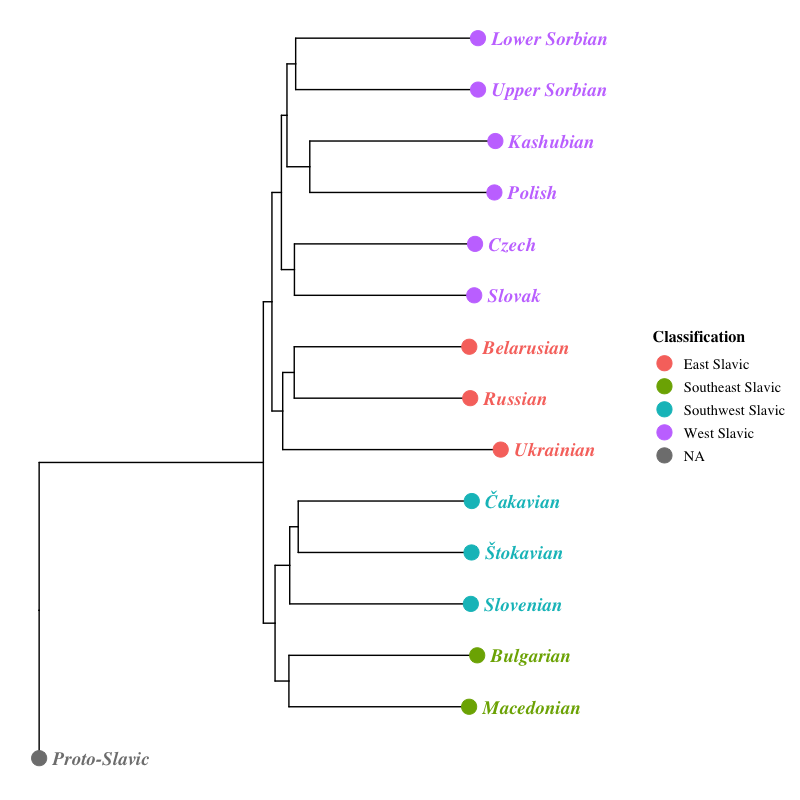 Lower Sorbian
Upper Sorbian
Kashubian
Polish
Czech
Slovak
Belarusian
Russian
Ukrainian
Čakavian
Štokavian
Slovenian
Bulgarian
Macedonian
Proto-Slavic
Classification
East Slavic
Southeast Slavic
Southwest Slavic
West Slavic
NA